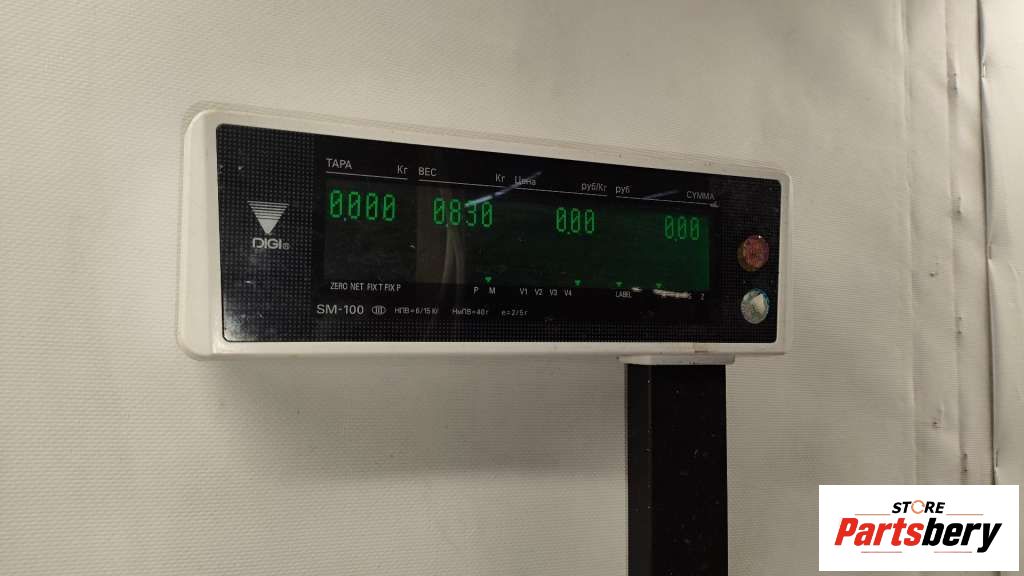 ТАРА Кг ВЕС Кг Цена руб/Кг руб СУММА
0.000 0.830 0.00 0.00
DIGI®
ZERO NET FIX T FIX P P M V1 V2 V3 V4 LABEL Z
SM-100 III НПВ=6/15 Кг НмПВ=40 г е=2/5 г
STORE
Partsbery